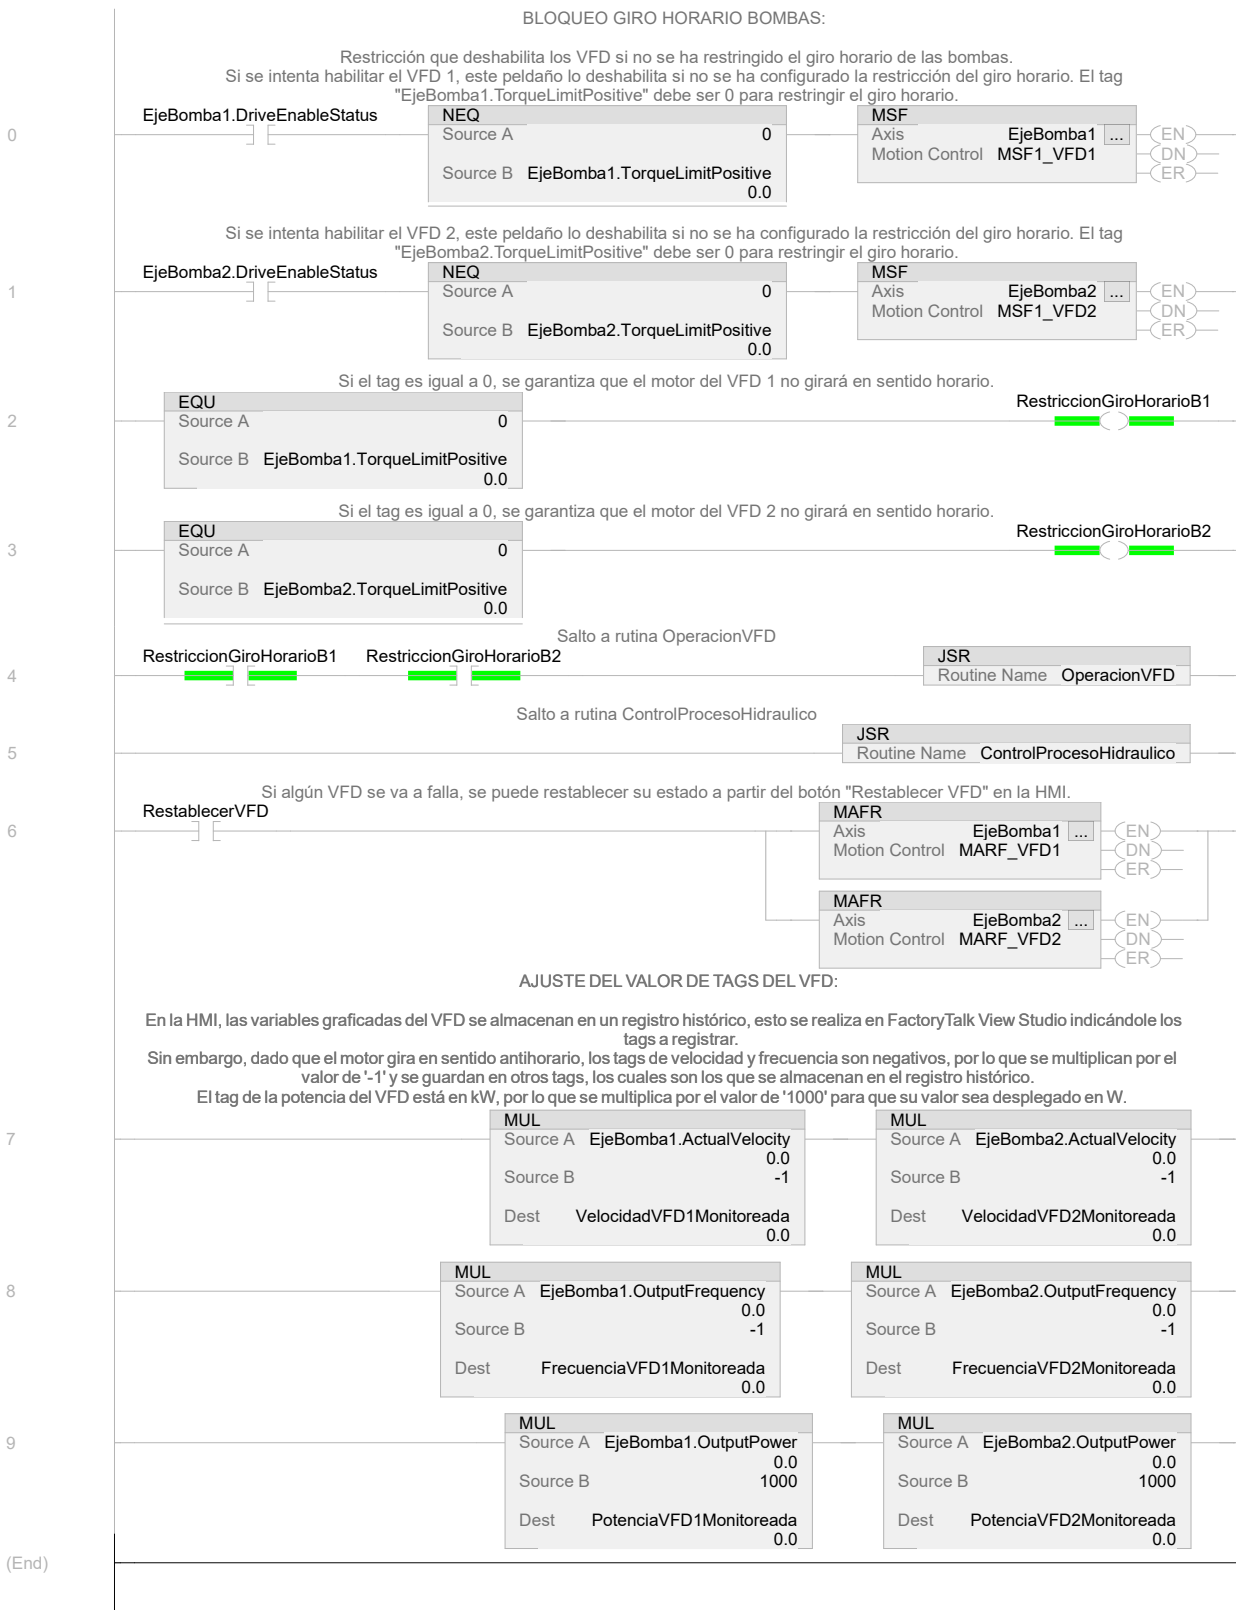 BLOQUEO GIRO HORARIO BOMBAS:
Restricción que deshabilita los VFD si no se ha restringido el giro horario de las bombas.
Si se intenta habilitar el VFD 1, este peldaño lo deshabilita si no se ha configurado la restricción del giro horario. El tag
"EjeBomba1.TorqueLimitPositive" debe ser 0 para restringir el giro horario.
0
EjeBomba1.DriveEnableStatus
NEQ
Source A 0
Source B EjeBomba1.TorqueLimitPositive
0.0
MSF
Axis EjeBomba1 ...
Motion Control MSF1_VFD1
EN
DN
ER
Si se intenta habilitar el VFD 2, este peldaño lo deshabilita si no se ha configurado la restricción del giro horario. El tag
"EjeBomba2.TorqueLimitPositive" debe ser 0 para restringir el giro horario.
1
EjeBomba2.DriveEnableStatus
NEQ
Source A 0
Source B EjeBomba2.TorqueLimitPositive
0.0
MSF
Axis EjeBomba2 ...
Motion Control MSF1_VFD2
EN
DN
ER
Si el tag es igual a 0, se garantiza que el motor del VFD 1 no girará en sentido horario.
2
EQU
Source A 0
Source B EjeBomba1.TorqueLimitPositive
0.0
RestriccionGiroHorarioB1
Si el tag es igual a 0, se garantiza que el motor del VFD 2 no girará en sentido horario.
3
EQU
Source A 0
Source B EjeBomba2.TorqueLimitPositive
0.0
RestriccionGiroHorarioB2
Salto a rutina OperacionVFD
4
RestriccionGiroHorarioB1
RestriccionGiroHorarioB2
JSR
Routine Name OperacionVFD
Salto a rutina ControlProcesoHidraulico
5
JSR
Routine Name ControlProcesoHidraulico
Si algún VFD se va a falla, se puede restablecer su estado a partir del botón "Restablecer VFD" en la HMI.
6
RestablecerVFD
MAFR
Axis EjeBomba1 ...
Motion Control MARF_VFD1
EN
DN
ER
MAFR
Axis EjeBomba2 ...
Motion Control MARF_VFD2
EN
DN
ER
AJUSTE DEL VALOR DE TAGS DEL VFD:
En la HMI, las variables graficadas del VFD se almacenan en un registro histórico, esto se realiza en FactoryTalk View Studio indicándole los
tags a registrar.
Sin embargo, dado que el motor gira en sentido antihorario, los tags de velocidad y frecuencia son negativos, por lo que se multiplican por el
valor de '-1' y se guardan en otros tags, los cuales son los que se almacenan en el registro histórico.
El tag de la potencia del VFD está en kW, por lo que se multiplica por el valor de '1000' para que su valor sea desplegado en W.
7
MUL
Source A EjeBomba1.ActualVelocity
0.0
Source B -1
Dest VelocidadVFD1Monitoreada
0.0
MUL
Source A EjeBomba2.ActualVelocity
0.0
Source B -1
Dest VelocidadVFD2Monitoreada
0.0
8
MUL
Source A EjeBomba1.OutputFrequency
0.0
Source B -1
Dest FrecuenciaVFD1Monitoreada
0.0
MUL
Source A EjeBomba2.OutputFrequency
0.0
Source B -1
Dest FrecuenciaVFD2Monitoreada
0.0
9
MUL
Source A EjeBomba1.OutputPower
0.0
Source B 1000
Dest PotenciaVFD1Monitoreada
0.0
MUL
Source A EjeBomba2.OutputPower
0.0
Source B 1000
Dest PotenciaVFD2Monitoreada
0.0
(End)